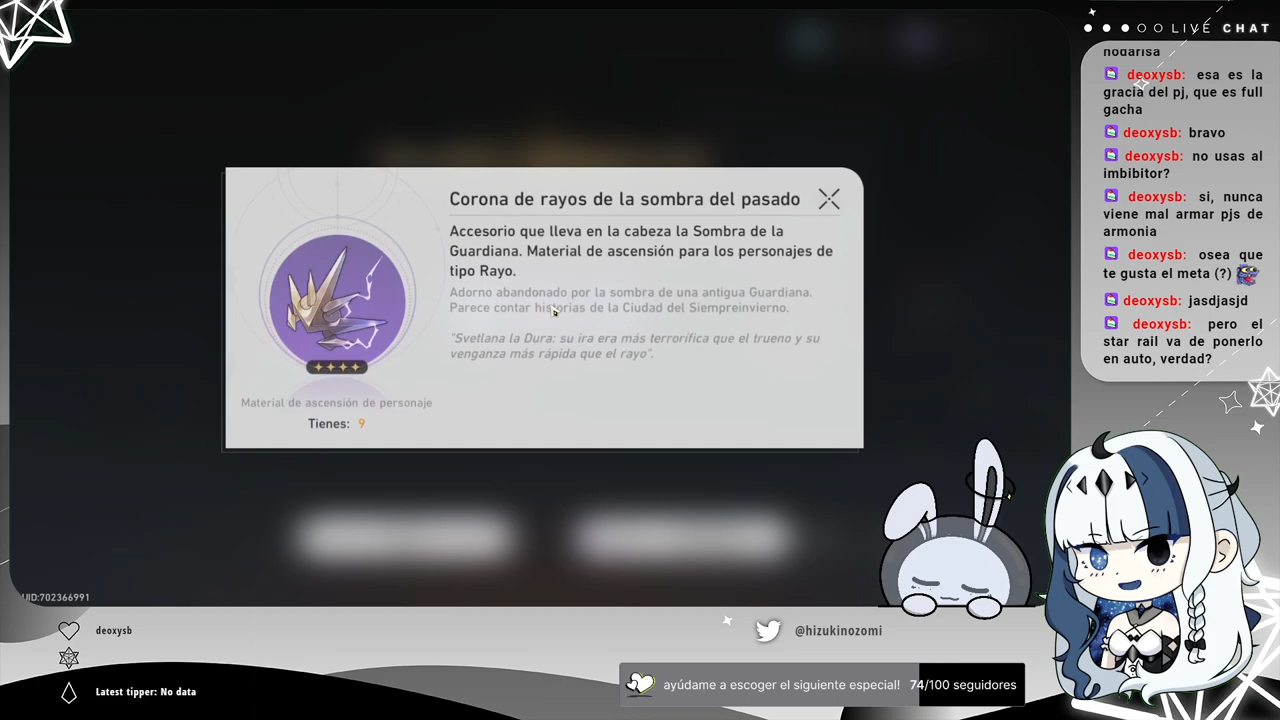 LIVE CHAT
nodarisa
deoxysb: esa es la
gracia del pj, que es full
gacha
deoxysb: bravo
deoxysb: no usas al
imbibitor?
deoxysb: si, nunca
viene mal armar pjs de
armonia
deoxysb: osea que
te gusta el meta (?)
deoxysb: jasdjasjd
deoxysb: pero el
star rail va de ponerlo
en auto, verdad?
Corona de rayos de la sombra del pasado
Accesorio que lleva en la cabeza la Sombra de la
Guardiana. Material de ascensión para los personajes de
tipo Rayo.
Adorno abandonado por la sombra de una antigua Guardiana.
Parece contar historias de la Ciudad del Siempreinvierno.
"Svetlana la Dura: su ira era más terrorífica que el trueno y su
venganza más rápida que el rayo".
Material de ascensión de personaje
Tienes: 9
UID:702366991
deoxysb
Latest tipper: No data
@hizukinozomi
ayúdame a escoger el siguiente especial! 74/100 seguidores